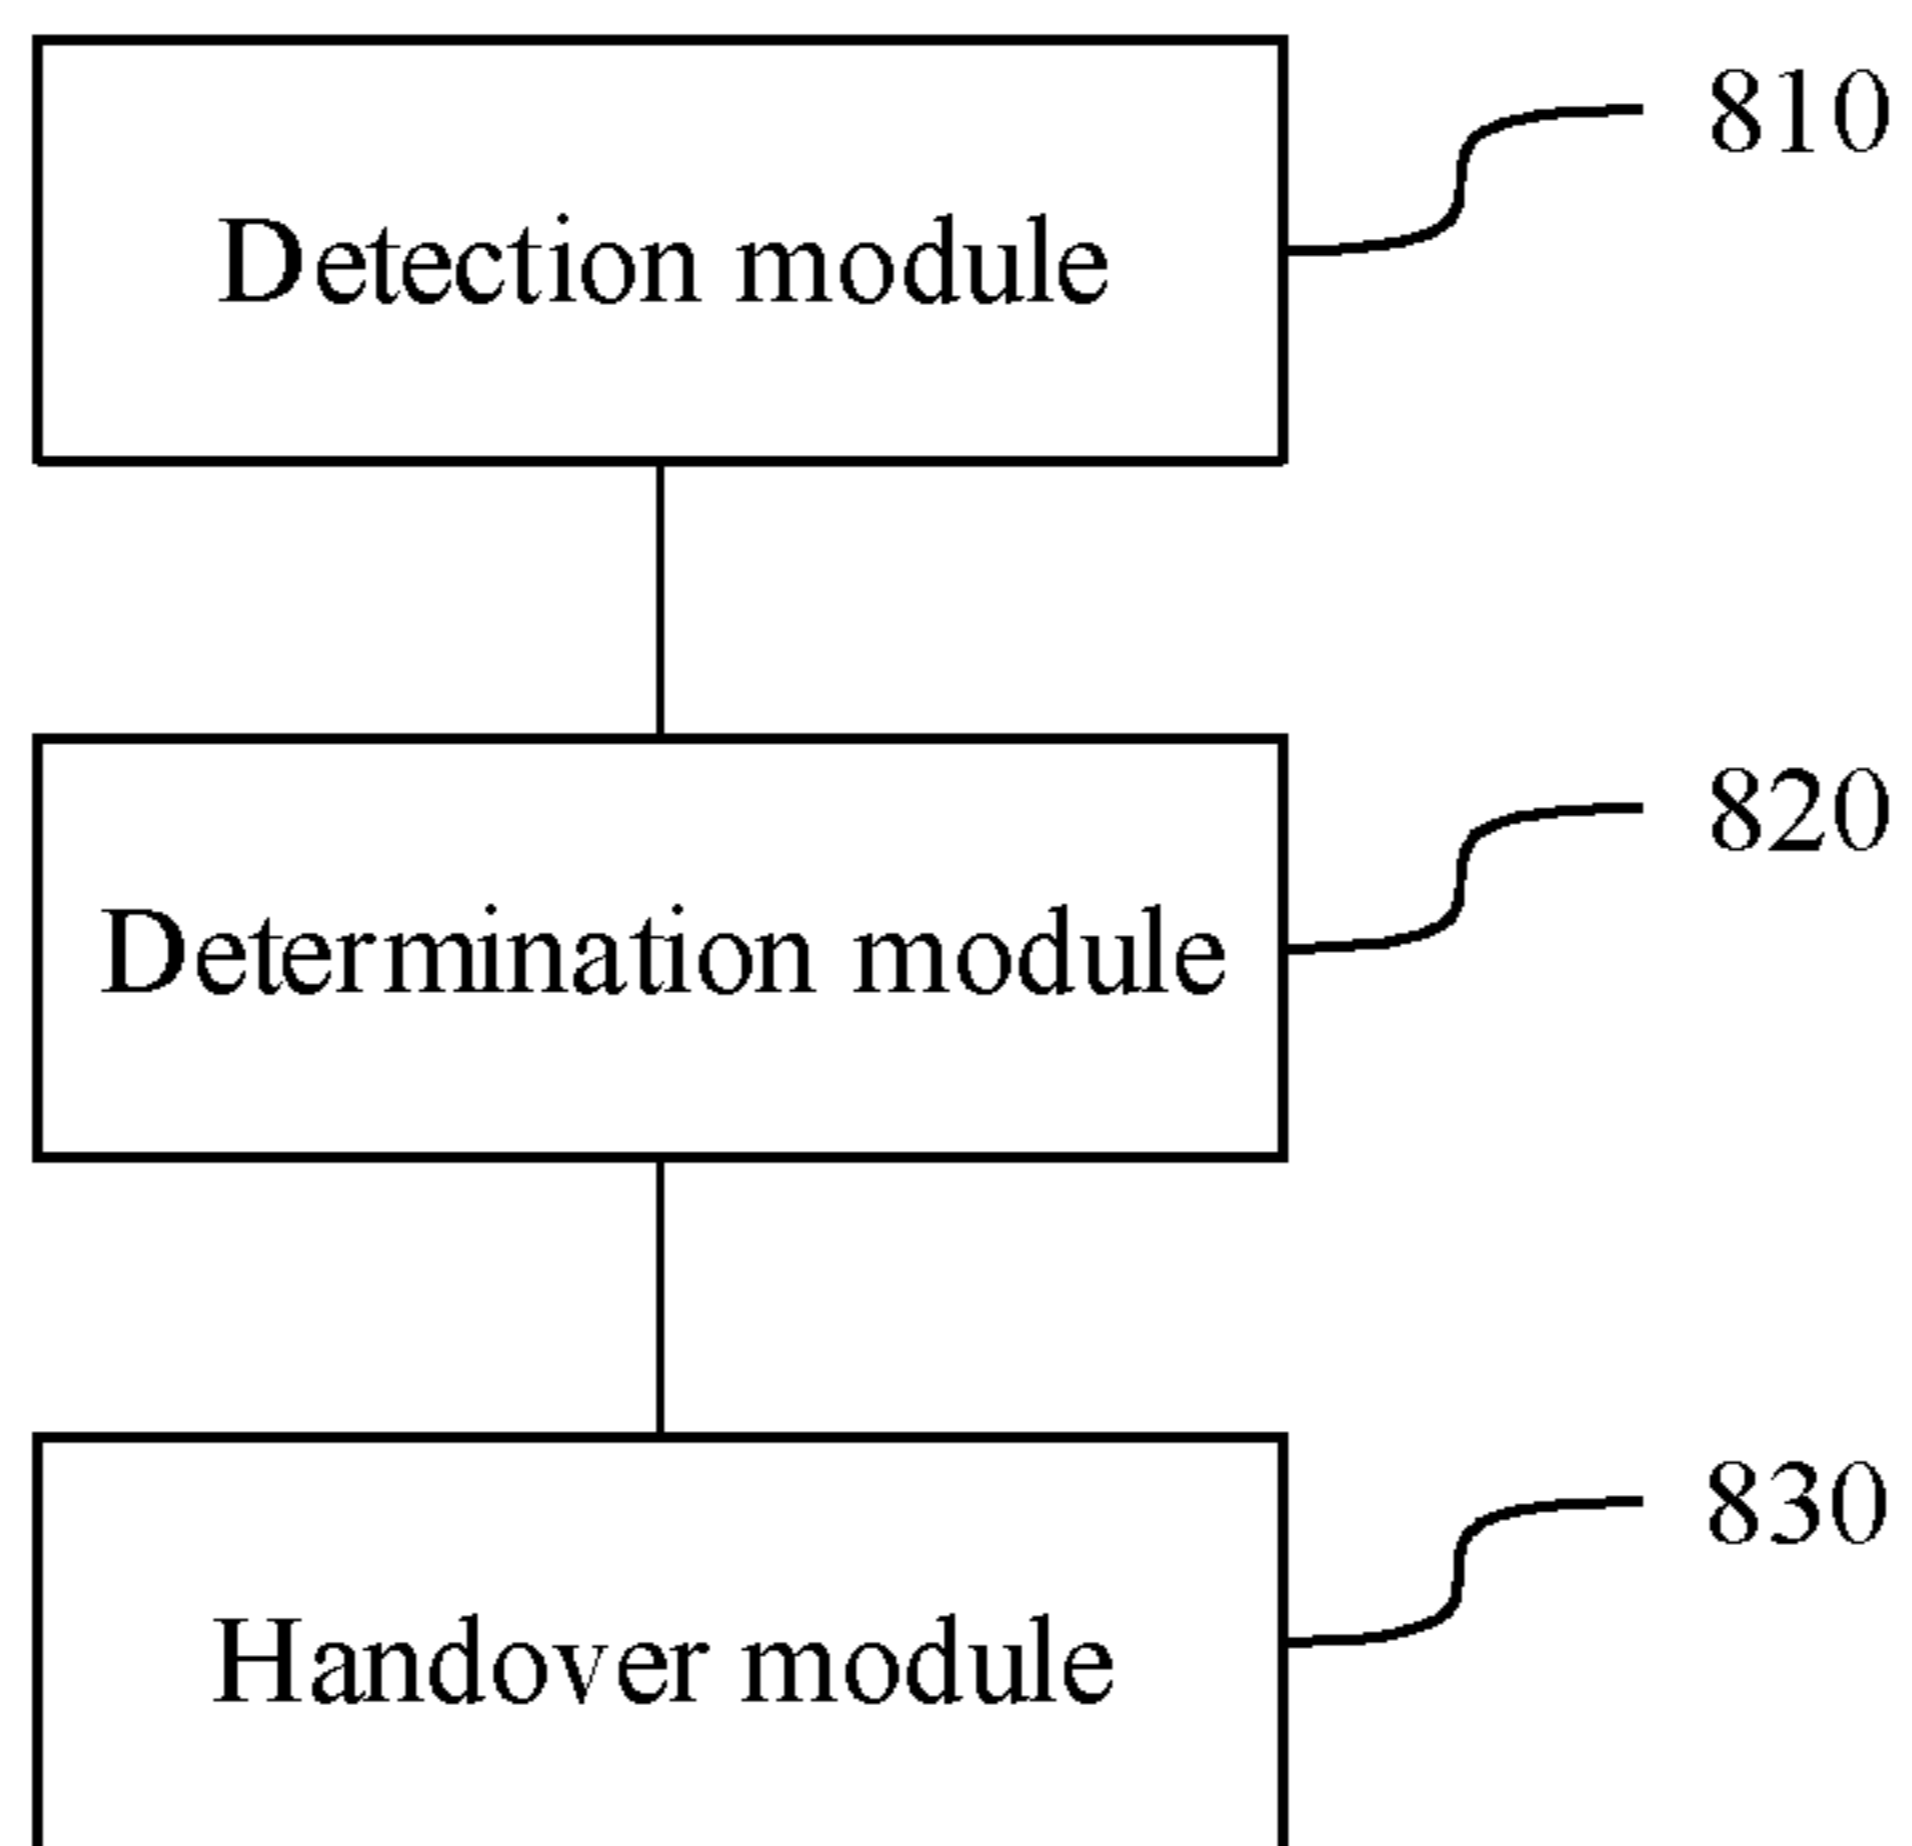 810
Detection module
820
Determination module
830
Handover module